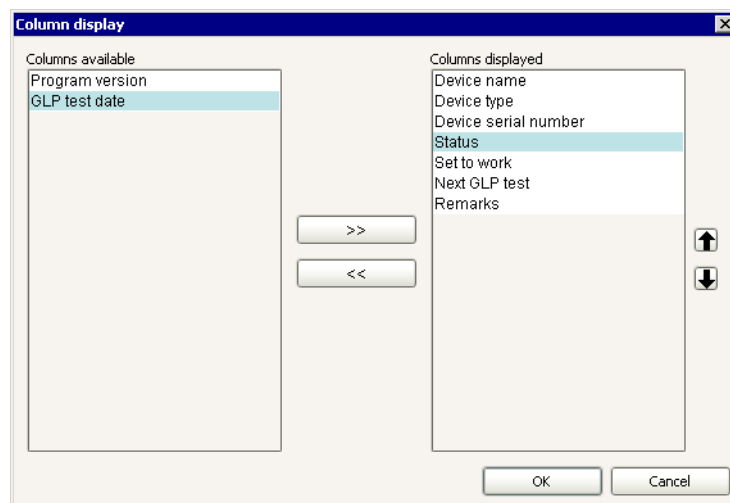 Column display
Columns available
Program version
GLP test date
>>
<<
Columns displayed
Device name
Device type
Device serial number
Status
Set to work
Next GLP test
Remarks
OK
Cancel